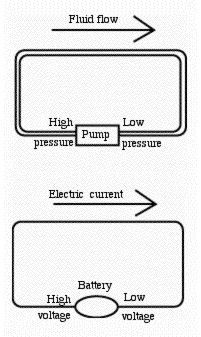 Fluid flow
High Low
Pump
pressure pressure
Electric current
Battery
High Low
voltage voltage